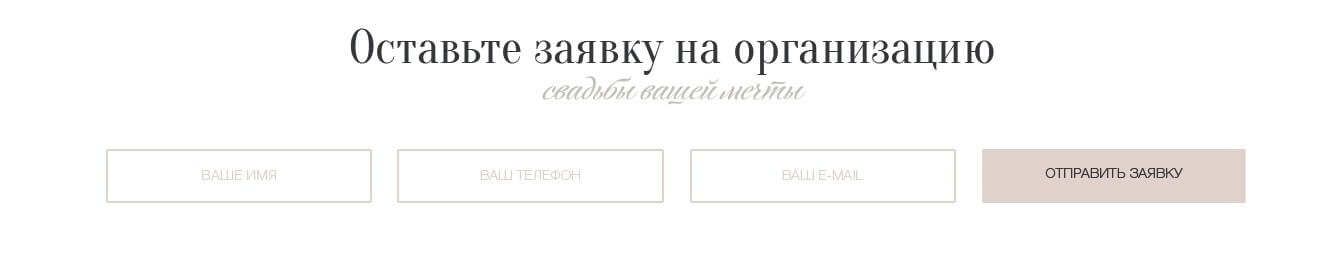 Оставьте заявку на организацию
свадьбы вашей мечты
ВАШЕ ИМЯ
ВАШ ТЕЛЕФОН
ВАШ E-MAIL
ОТПРАВИТЬ ЗАЯВКУ